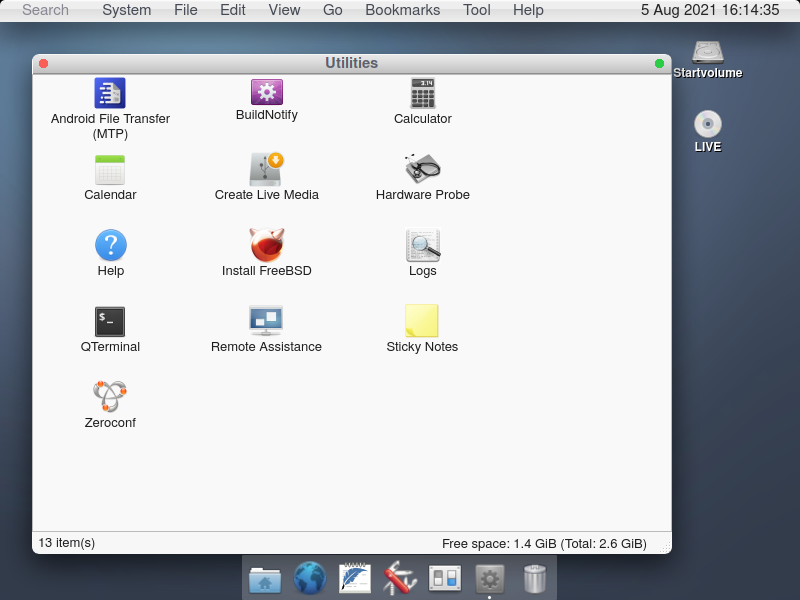 Search System File Edit View Go Bookmarks Tool Help 5 Aug 2021 16:14:35
Utilities
Startvolume
LIVE
Android File Transfer
(MTP)
BuildNotify
3.14
Calculator
Calendar
Create Live Media
Hardware Probe
?
Help
Install FreeBSD
Logs
$_
QTerminal
Remote Assistance
Sticky Notes
Zeroconf
13 item(s)
Free space: 1.4 GiB (Total: 2.6 GiB)